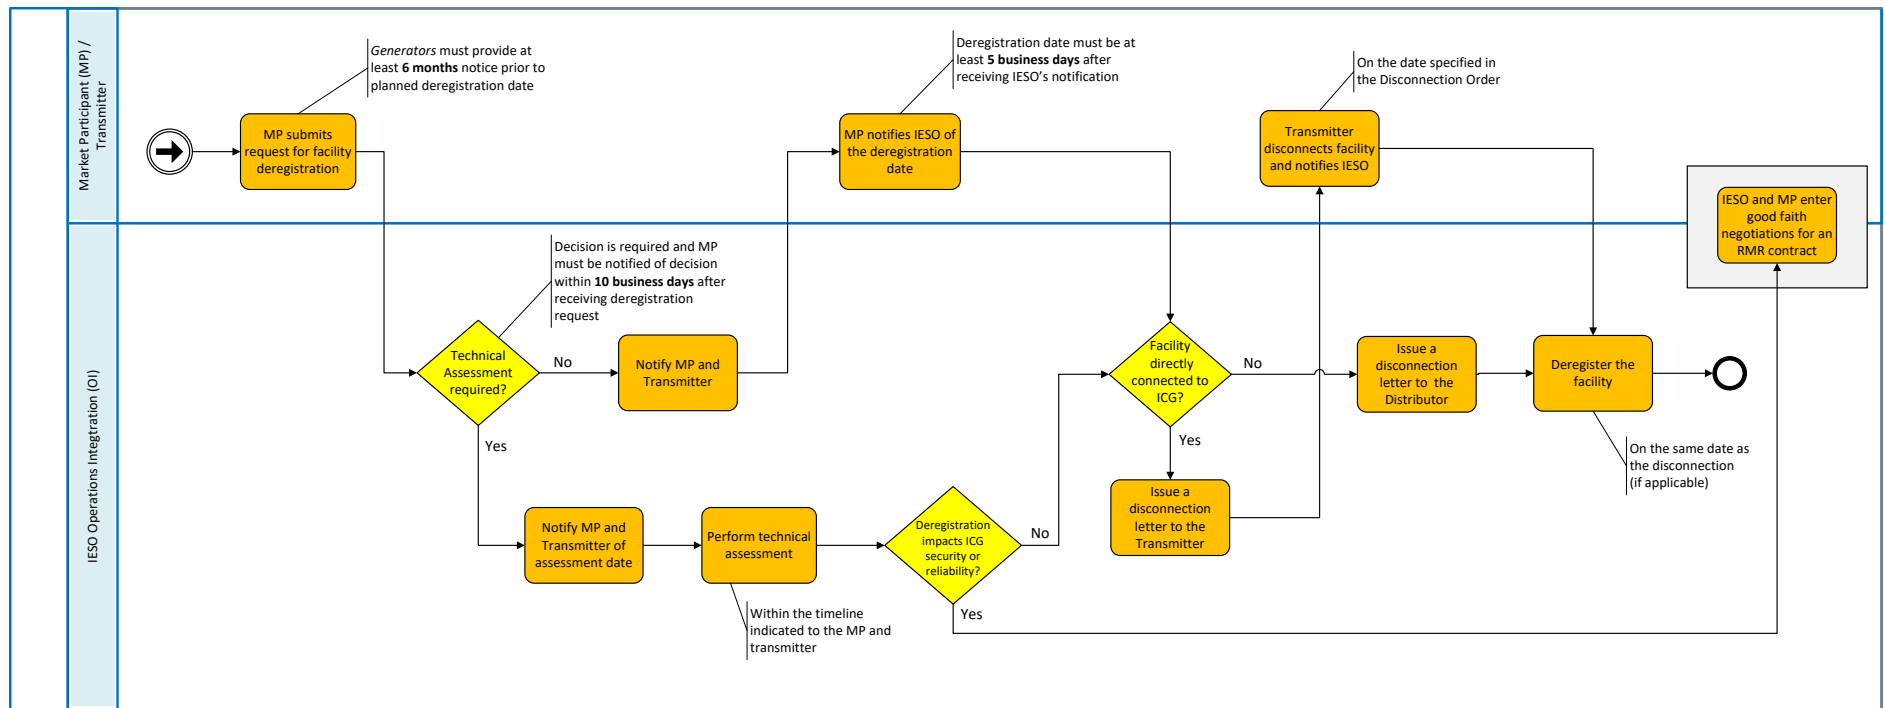 Market Participant (MP) /
Transmitter
Generators must provide at
least 6 months notice prior to
planned deregistration date
MP submits
request for facility
deregistration
Deregistration date must be at
least 5 business days after
receiving IESO's notification
MP notifies IESO of
the deregistration
date
On the date specified in
the Disconnection Order
Transmitter
disconnects facility
and notifies IESO
IESO and MP enter
good faith
negotiations for an
RMR contract
IESO Operations Integtration (OI)
Decision is required and MP
must be notified of decision
within 10 business days after
receiving deregistration
request
Technical
Assessment
required?
No
Notify MP and
Transmitter
Yes
Notify MP and
Transmitter of
assessment date
Perform technical
assessment
Within the timeline
indicated to the MP and
transmitter
Deregistration
impacts ICG
security or
reliability?
No
Yes
Facility
directly
connected to
ICG?
No
Yes
Issue a
disconnection
letter to the
Transmitter
Issue a
disconnection
letter to  the
Distributor
Deregister the
facility
On the same date as
the disconnection
(if applicable)